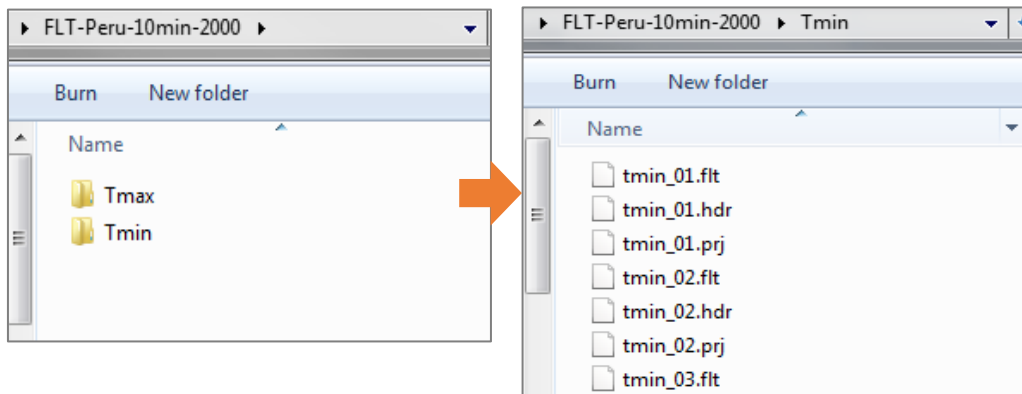 FLT-Peru-10min-2000
Burn New folder
Name
Tmax
Tmin
FLT-Peru-10min-2000 Tmin
Burn New folder
Name
tmin_01.flt
tmin_01.hdr
tmin_01.prj
tmin_02.flt
tmin_02.hdr
tmin_02.prj
tmin_03.flt